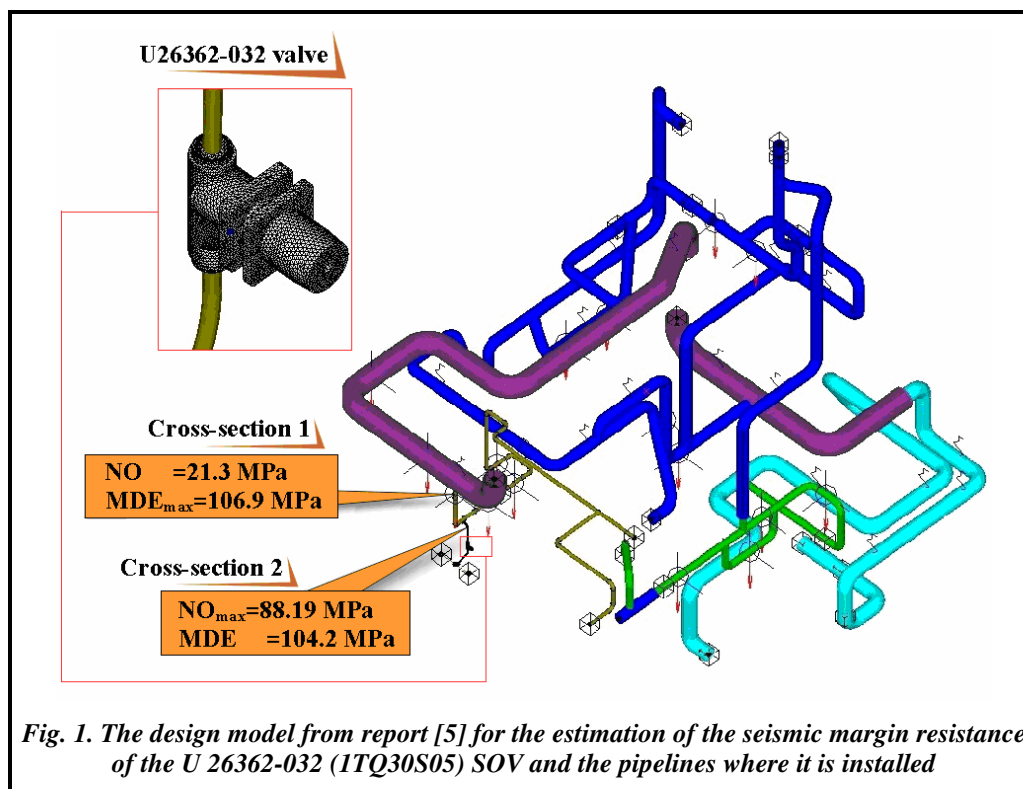 U26362-032 valve
Cross-section 1
NO =21.3 MPa
MDEmax=106.9 MPa
Cross-section 2
NOmax=88.19 MPa
MDE =104.2 MPa
Fig. 1. The design model from report [5] for the estimation of the seismic margin resistance
of the U 26362-032 (1TQ30S05) SOV and the pipelines where it is installed